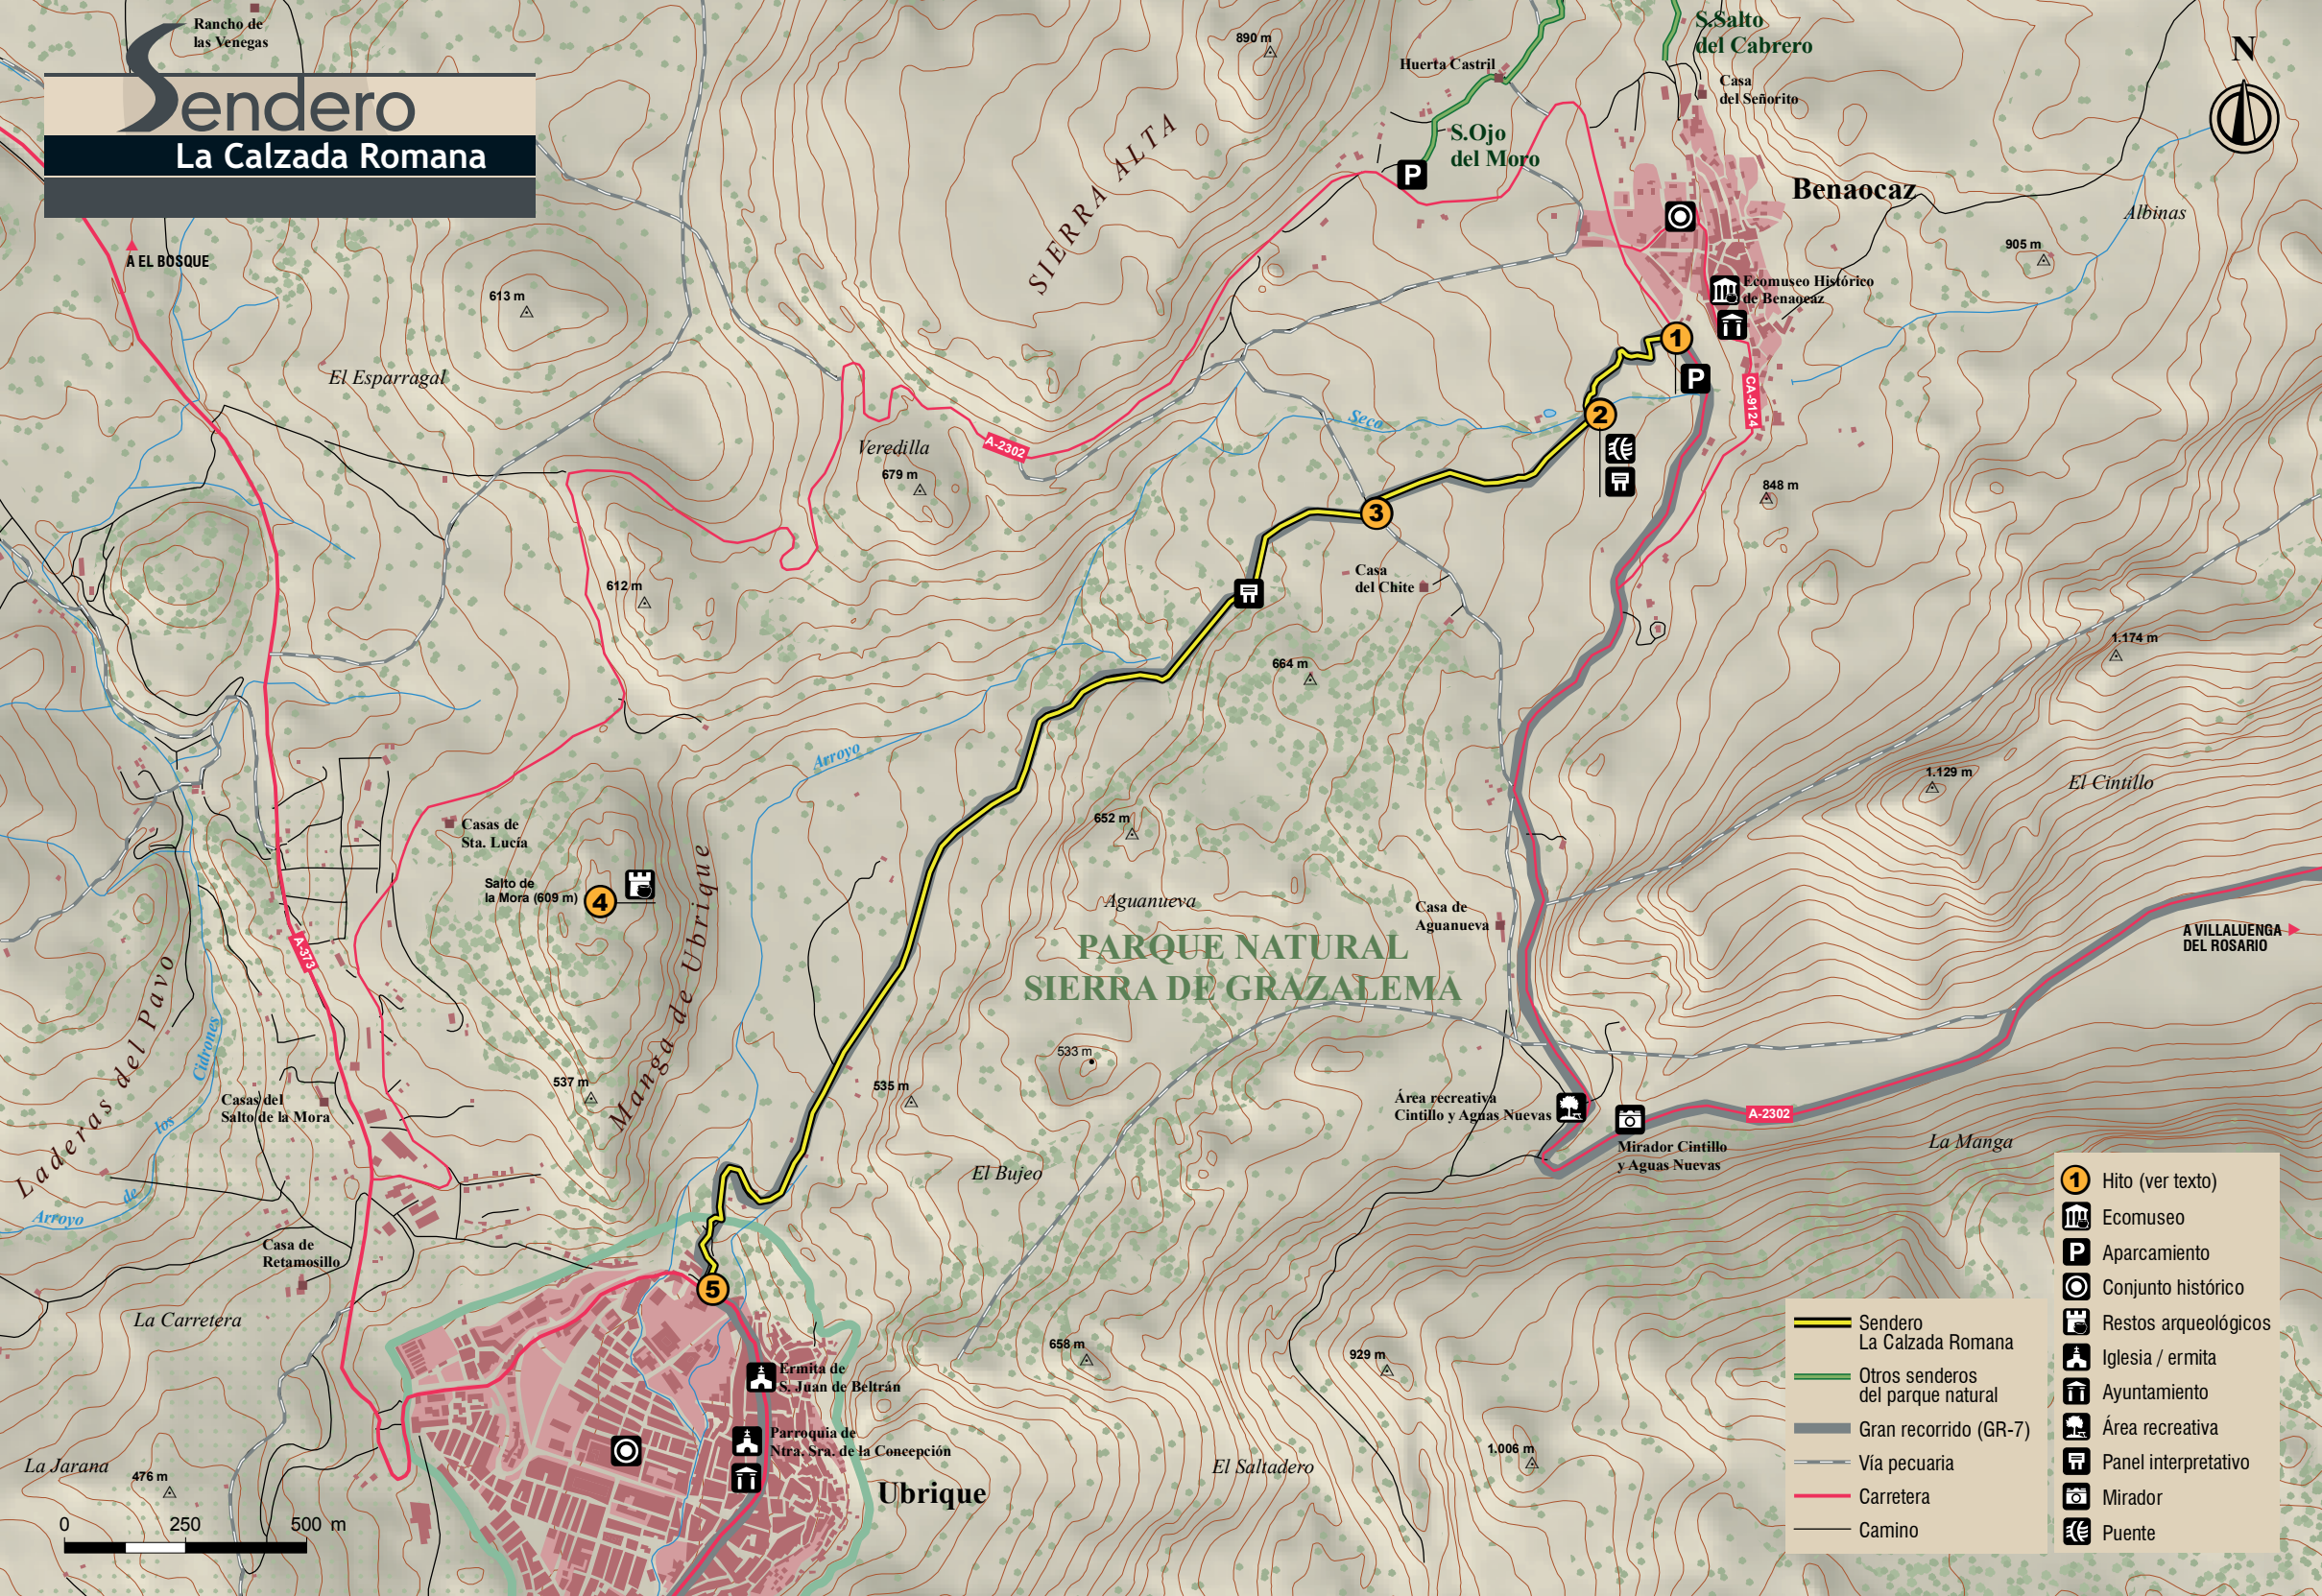 Rancho de
las Venegas
Sendero
La Calzada Romana
890 m
Huerta Castril
S.Salto
del Cabrero
Casa
del Señorito
N
SIERRA ALTA
S.Ojo
del Moro
P
Benaocaz
Albinas
905 m
A EL BOSQUE
613 m
Ecomuseo Histórico
de Benaocaz
1
P
El Esparragal
CA-9124
2
Seco
Veredilla
A-2302
679 m
848 m
3
Casa
del Chite
612 m
1.174 m
664 m
Arroyo
1.129 m
El Cintillo
652 m
Casas de
Sta. Lucía
Salto de
la Mora (609 m)
4
Manga de Ubrique
Aguanueva
Casa de
Aguanueva
PARQUE NATURAL
SIERRA DE GRAZALEMA
A VILLALUENGA
DEL ROSARIO
A-373
Laderas del Pavo
Arroyo de los Cidrones
533 m
537 m
535 m
Casas del
Salto de la Mora
Área recreativa
Cintillo y Aguas Nuevas
A-2302
Mirador Cintillo
y Aguas Nuevas
La Manga
El Bujeo
Casa de
Retamosillo
5
La Carretera
658 m
929 m
Ermita de
S. Juan de Beltrán
Parroquia de
Ntra. Sra. de la Concepción
1.006 m
La Jarana
476 m
El Saltadero
Ubrique
0 250 500 m
Sendero
La Calzada Romana
Otros senderos
del parque natural
Gran recorrido (GR-7)
Vía pecuaria
Carretera
Camino
1 Hito (ver texto)
Ecomuseo
P Aparcamiento
Conjunto histórico
Restos arqueológicos
Iglesia / ermita
Ayuntamiento
Área recreativa
Panel interpretativo
Mirador
Puente